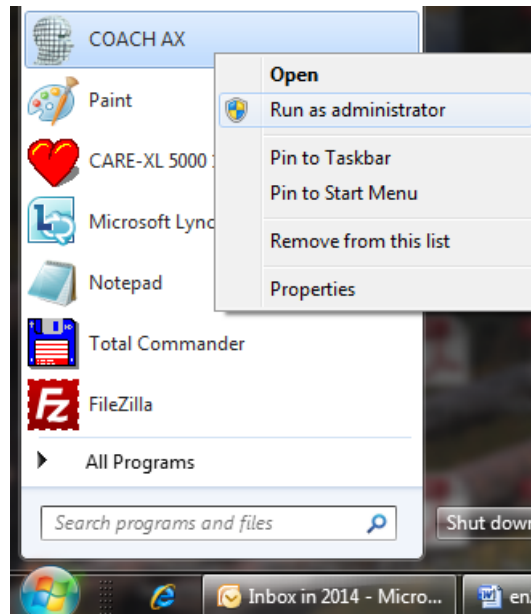 COACH AX
Open
Paint
Run as administrator
CARE-XL 5000
Pin to Taskbar
Pin to Start Menu
Microsoft Lync
Remove from this list
Notepad
Properties
Total Commander
Fz
FileZilla
All Programs
Search programs and files
Shut down
Inbox in 2014 - Micro...
W
en